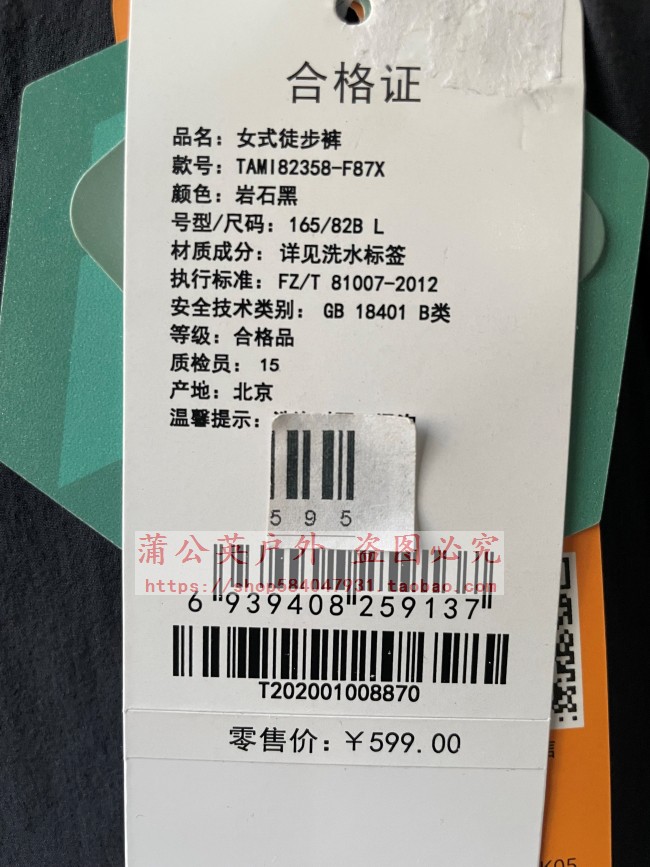 合格证
品名：女式徒步裤
款号：TAMI82358-F87X
颜色：岩石黑
号型/尺码：165/82B L
材质成分：详见洗水标签
执行标准：FZ/T 81007-2012
安全技术类别：GB 18401 B类
等级：合格品
质检员：15
产地：北京
温馨提示：
595
蒲公英户外 盗图必究
https://shop584047931.taobao.com
6"939408"259137"
T202001008870
零售价：￥599.00